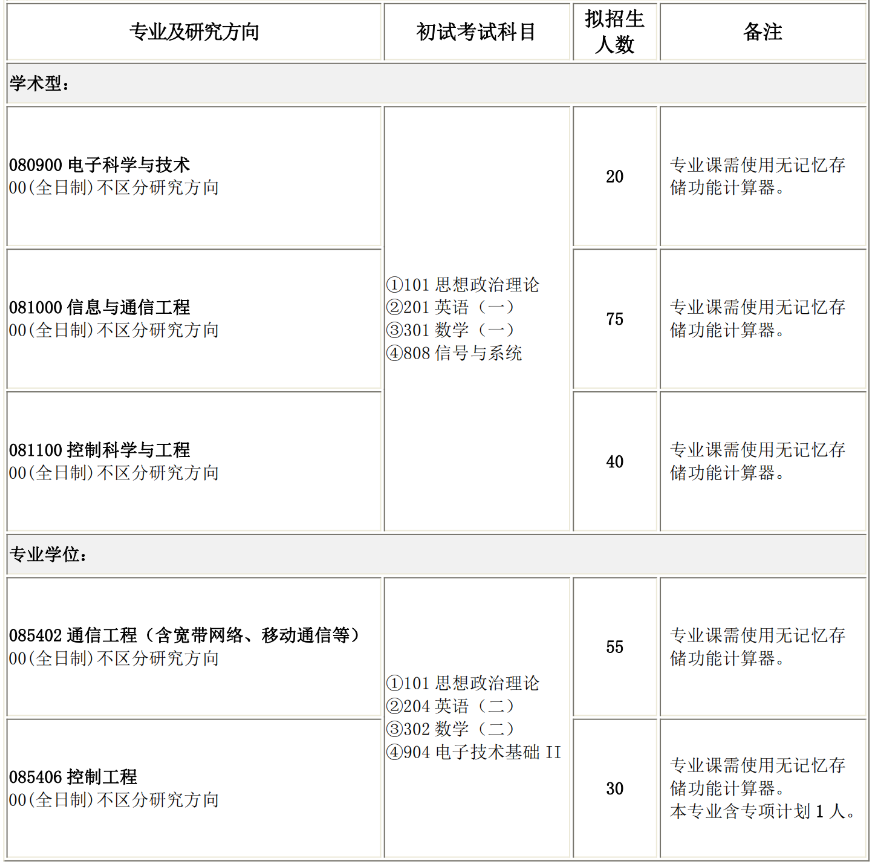 专业及研究方向
初试考试科目
拟招生
人数
备注
学术型：
080900 电子科学与技术
00(全日制)不区分研究方向
20
专业课需使用无记忆存
储功能计算器。
①101 思想政治理论
②201 英语（一）
③301 数学（一）
④808 信号与系统
081000 信息与通信工程
00(全日制)不区分研究方向
75
专业课需使用无记忆存
储功能计算器。
081100 控制科学与工程
00(全日制)不区分研究方向
40
专业课需使用无记忆存
储功能计算器。
专业学位：
085402 通信工程（含宽带网络、移动通信等）
00(全日制)不区分研究方向
55
专业课需使用无记忆存
储功能计算器。
①101 思想政治理论
②204 英语（二）
③302 数学（二）
④904 电子技术基础 II
085406 控制工程
00(全日制)不区分研究方向
30
专业课需使用无记忆存
储功能计算器。
本专业含专项计划 1 人。